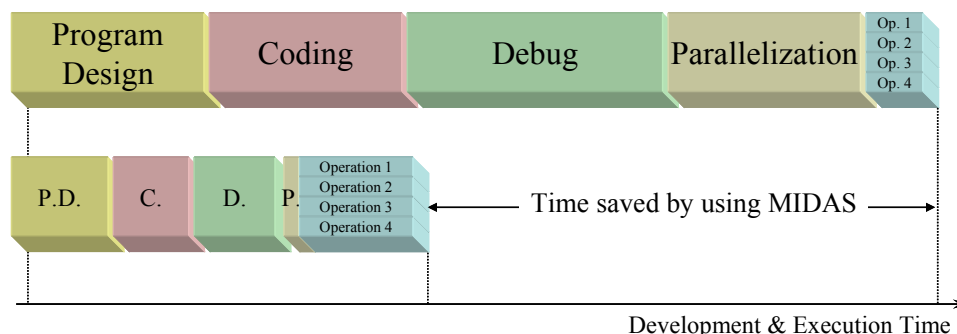 Program
Design
Coding
Debug
Parallelization
Op. 1
Op. 2
Op. 3
Op. 4
P.D.
C.
D.
P.
Operation 1
Operation 2
Operation 3
Operation 4
Time saved by using MIDAS
Development & Execution Time